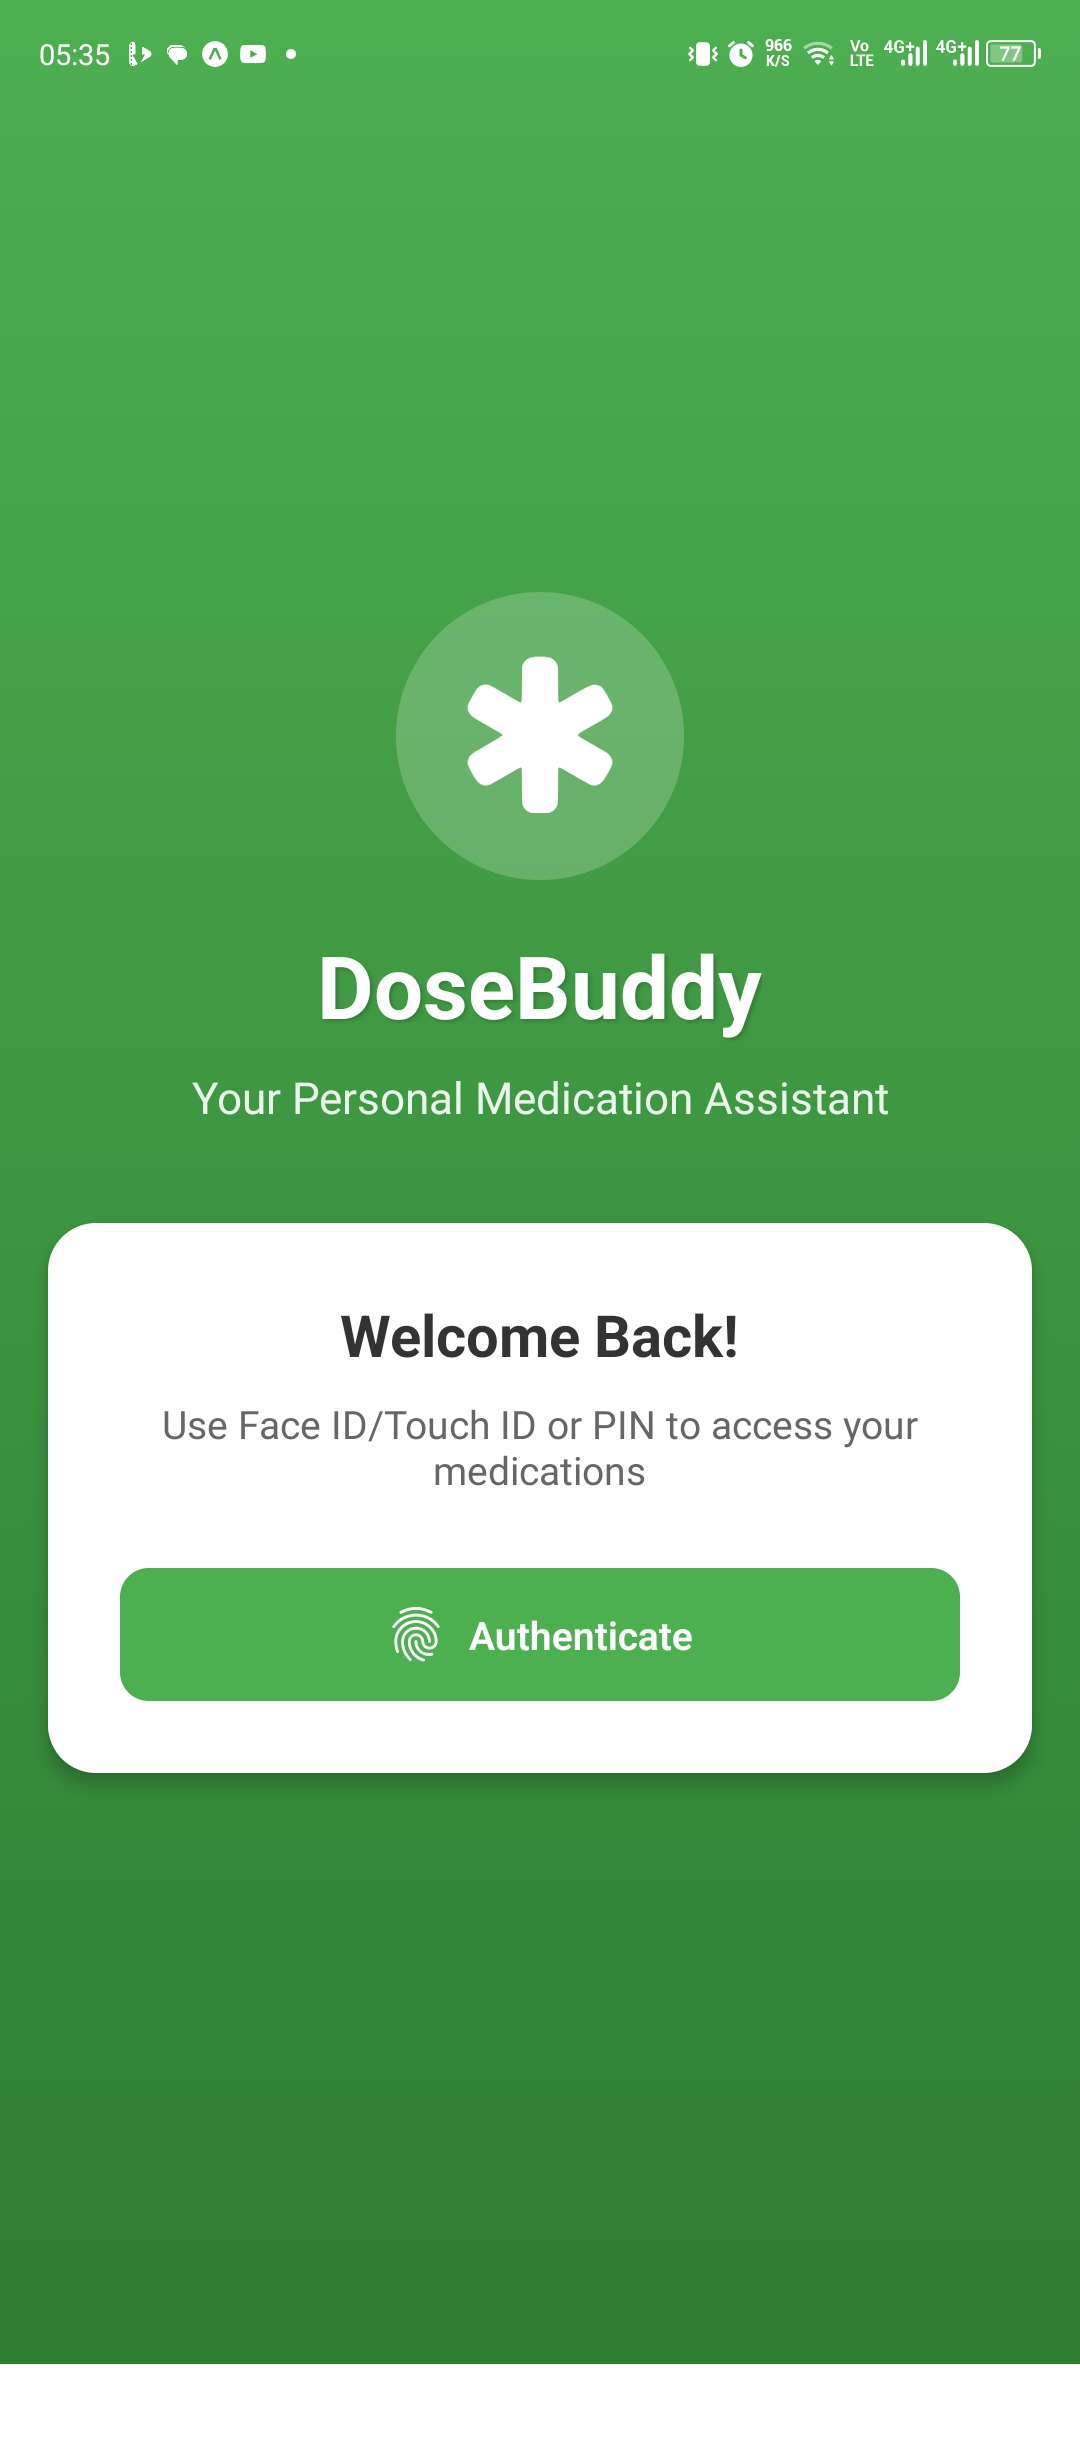 05:35
966
K/S
Vo
LTE
4G+
4G+
77
DoseBuddy
Your Personal Medication Assistant
Welcome Back!
Use Face ID/Touch ID or PIN to access your
medications
Authenticate